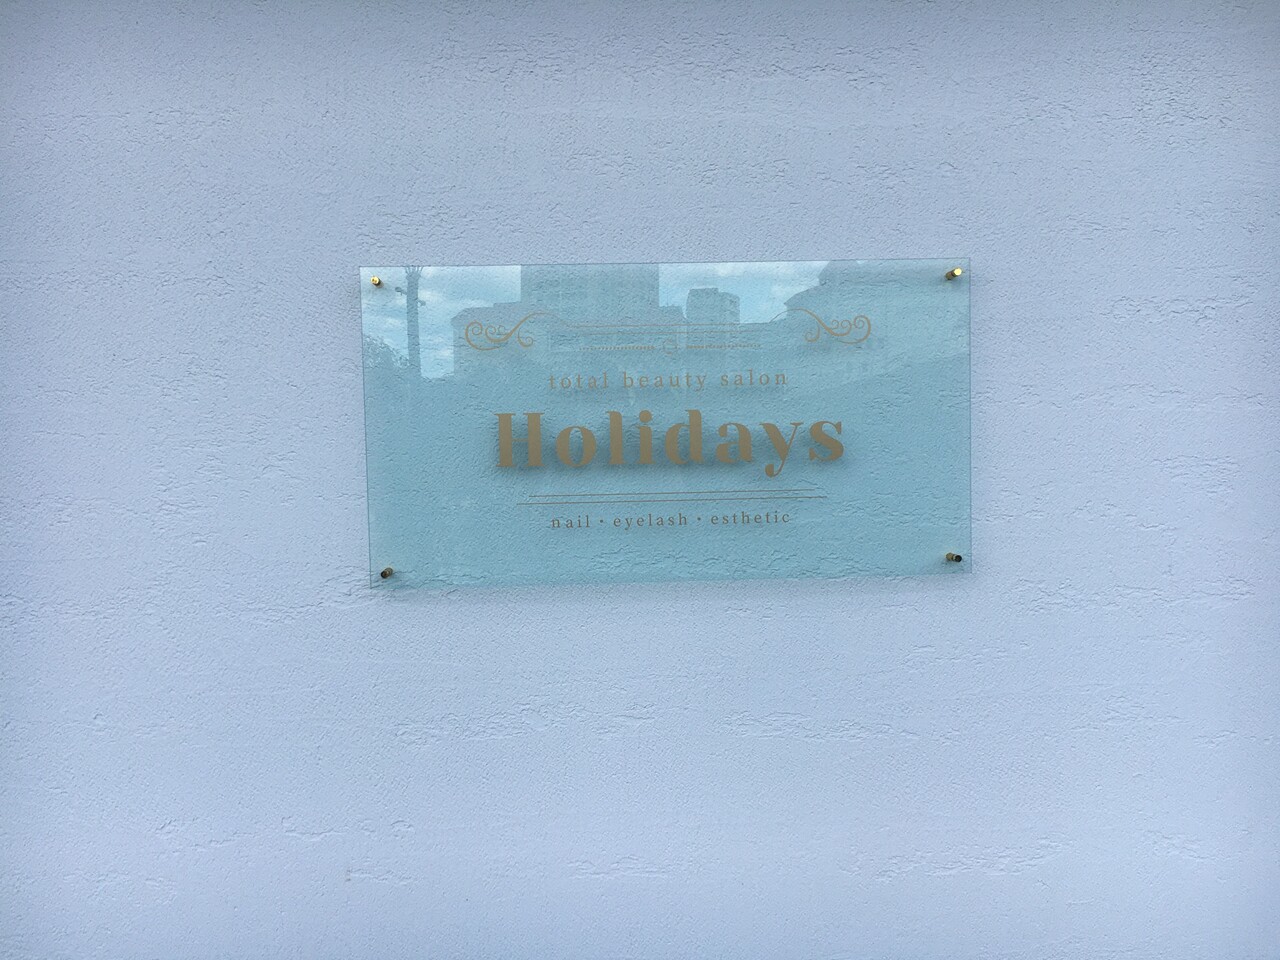 total beauty salon
Holidays
nail・eyelash・esthetic